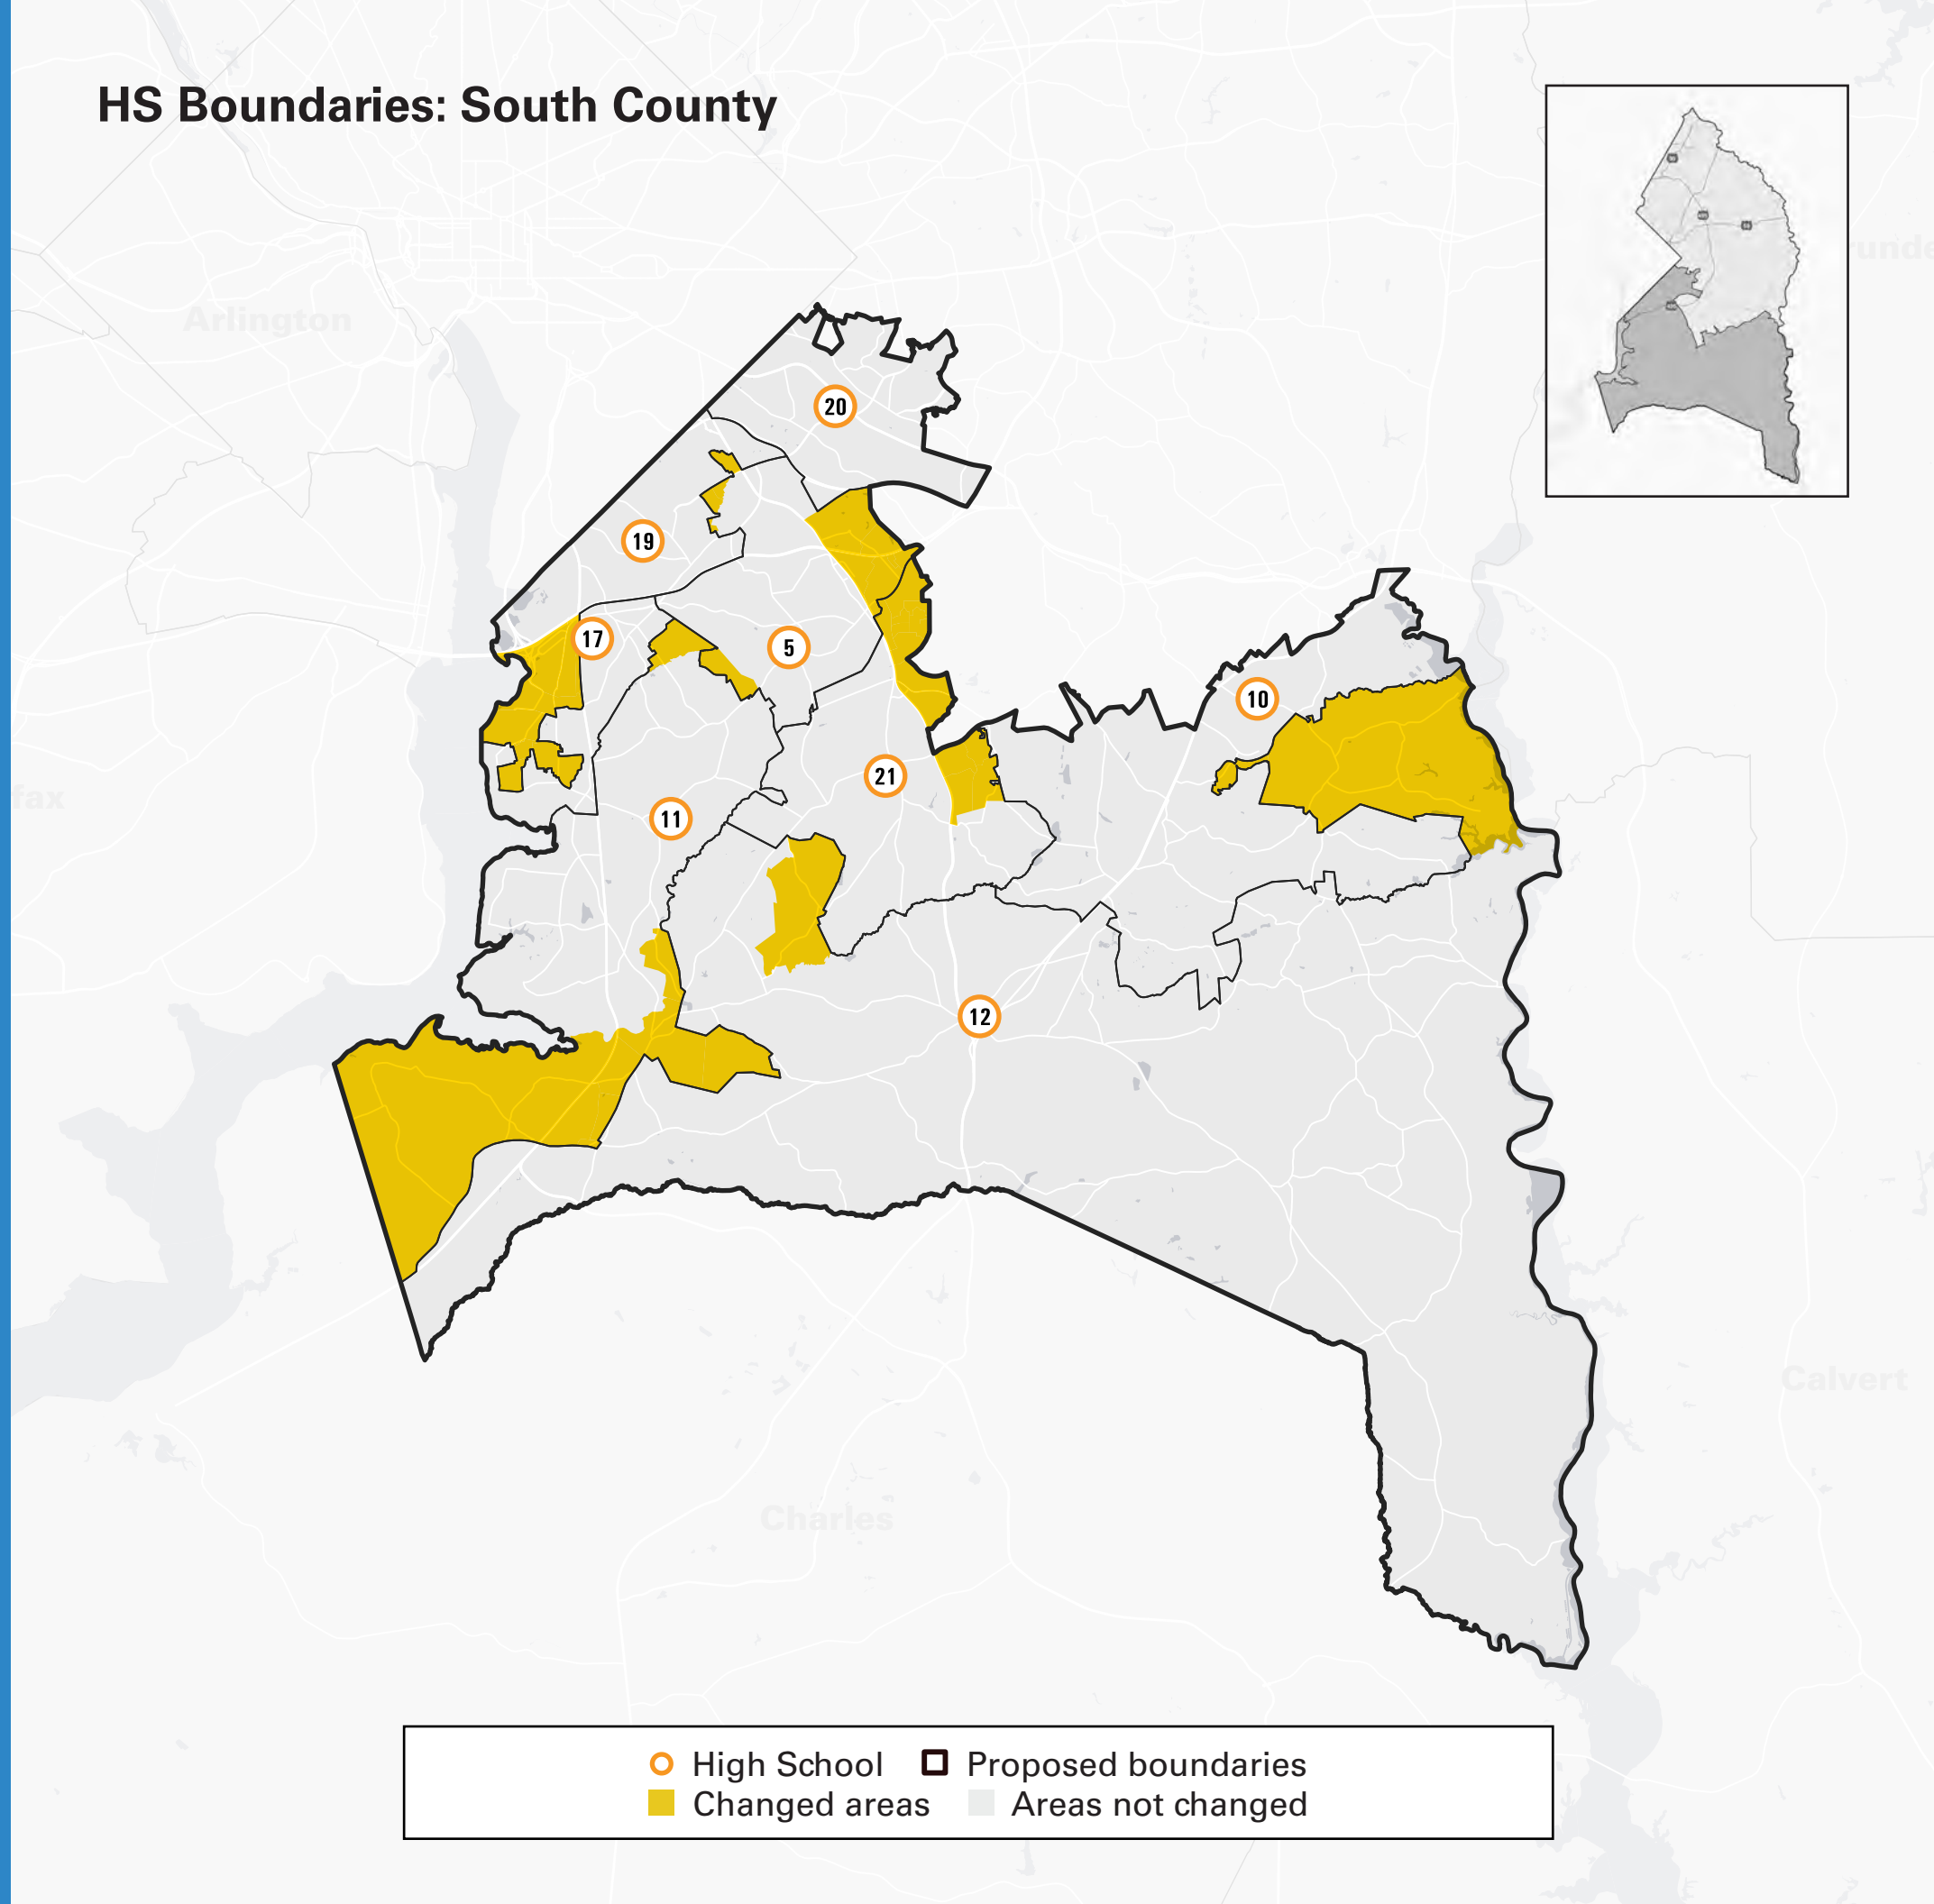 HS Boundaries: South County
Arlington
runde
20
19
17
5
10
21
11
fax
12
Calvert
Charles
High School
Proposed boundaries
Changed areas
Areas not changed